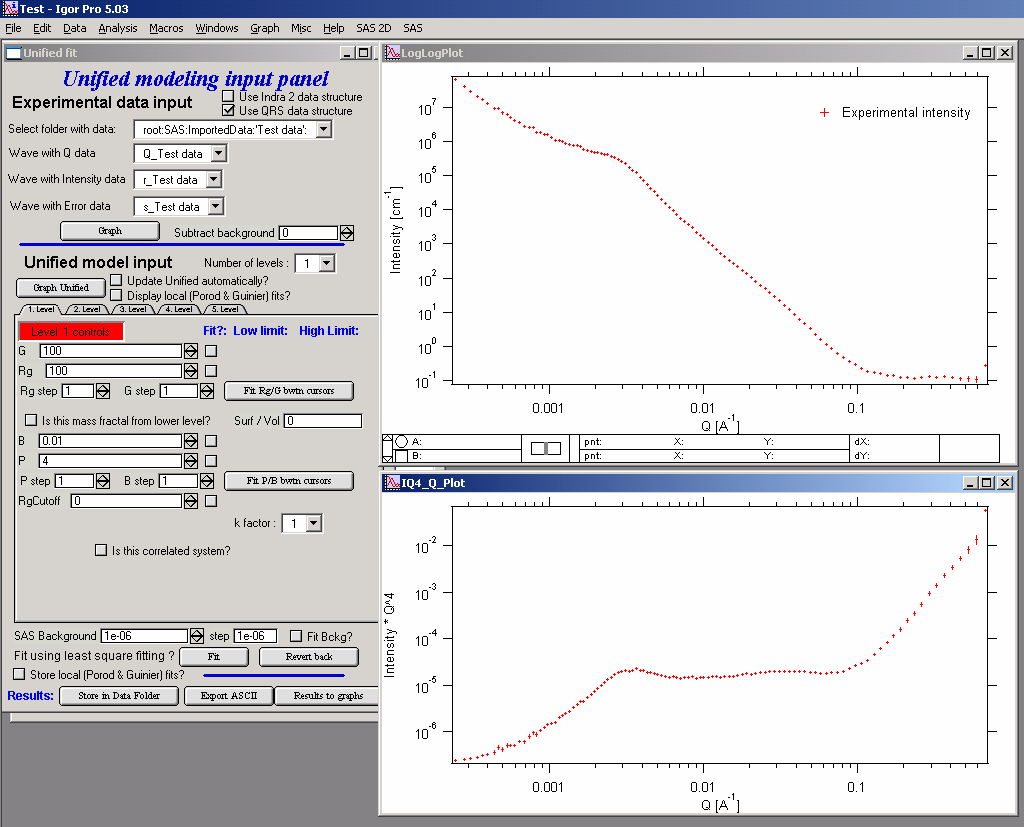 Test - Igor Pro 5.03
File Edit Data Analysis Macros Windows Graph Misc Help SAS 2D SAS
Unified fit
Unified modeling input panel
Experimental data input
Use Indra 2 data structure
Use QRS data structure
Select folder with data: root:SAS:ImportedData:'Test data':
Wave with Q data Q_Test data
Wave with Intensity data r_Test data
Wave with Error data s_Test data
Graph Subtract background 0
Unified model input Number of levels : 1
Graph Unified Update Unified automatically?
Display local (Porod & Guinier) fits?
1. Level 2. Level 3. Level 4. Level 5. Level
Level 1 controls Fit?: Low limit: High Limit:
G 100
Rg 100
Rg step 1 G step 1 Fit Rg/G bwtn cursors
Is this mass fractal from lower level? Surf / Vol 0
B 0.01
P 4
P step 1 B step 1 Fit P/B bwtn cursors
RgCutoff 0
k factor : 1
Is this correlated system?
SAS Background 1e-06 step 1e-06 Fit Bckg?
Fit using least square fitting ? Fit Revert back
Store local (Porod & Guinier) fits?
Results: Store in Data Folder Export ASCII Results to graphs
LogLogPlot
Experimental intensity
Intensity [cm-1]
10^7
10^6
10^5
10^4
10^3
10^2
10^1
10^0
10^-1
0.001 0.01 0.1
Q [A-1]
A: pnt: X: Y: dX:
B: pnt: X: Y: dY:
IQ4_Q_Plot
Intensity * Q^4
10^-2
10^-3
10^-4
10^-5
10^-6
0.001 0.01 0.1
Q [A-1]